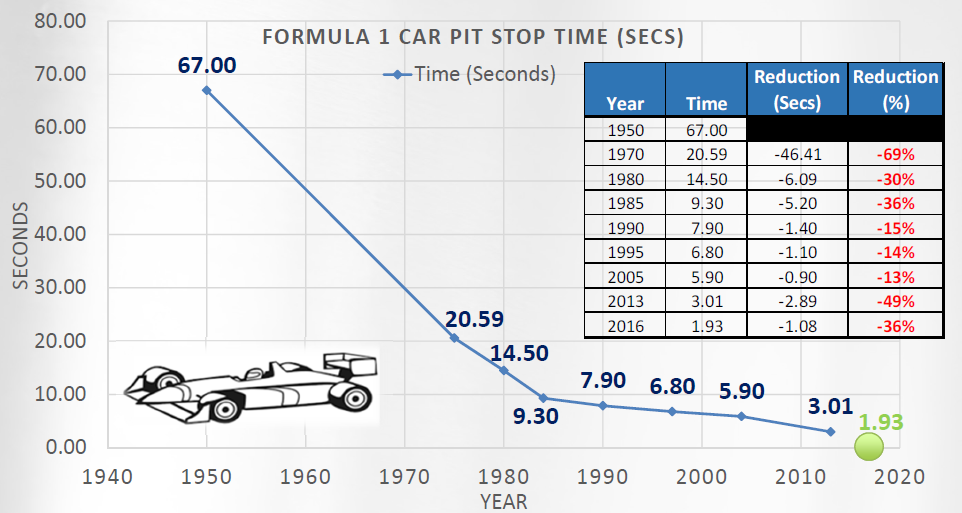 FORMULA 1 CAR PIT STOP TIME (SECS)
Time (Seconds)
80.00
70.00
60.00
50.00
40.00
30.00
20.00
10.00
0.00
SECONDS
67.00
20.59
14.50
9.30
7.90
6.80
5.90
3.01
1.93
Year Time Reduction (Secs) Reduction (%)
1950 67.00
1970 20.59 -46.41 -69%
1980 14.50 -6.09 -30%
1985 9.30 -5.20 -36%
1990 7.90 -1.40 -15%
1995 6.80 -1.10 -14%
2005 5.90 -0.90 -13%
2013 3.01 -2.89 -49%
2016 1.93 -1.08 -36%
1940 1950 1960 1970 1980 1990 2000 2010 2020
YEAR